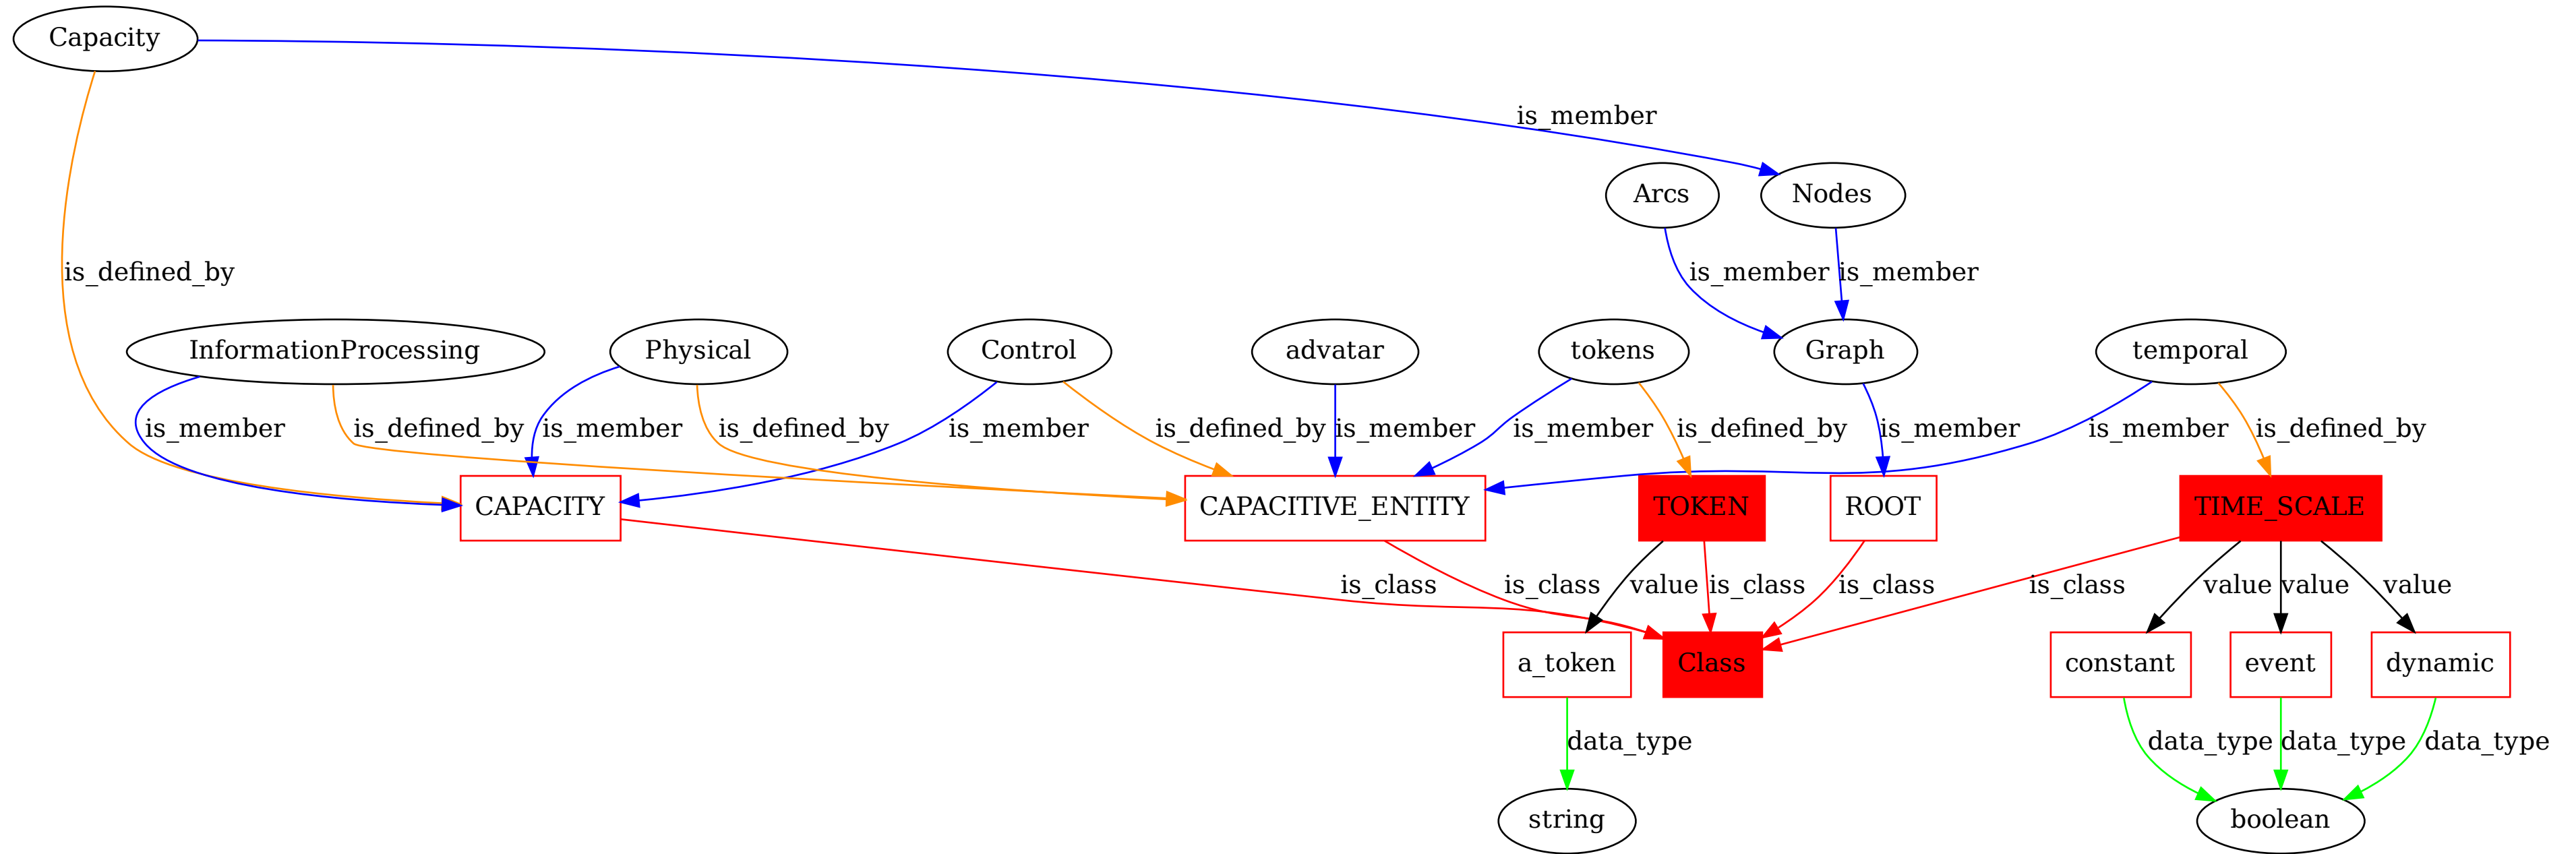 Capacity
is_member
Arcs
Nodes
is_defined_by
is_member
is_member
InformationProcessing
Physical
Control
advatar
tokens
Graph
temporal
is_member
is_defined_by
is_member
is_defined_by
is_member
is_defined_by
is_member
is_member
is_defined_by
is_member
is_member
is_defined_by
CAPACITY
CAPACITIVE_ENTITY
TOKEN
ROOT
TIME_SCALE
is_class
is_class
value
is_class
is_class
is_class
value
value
value
a_token
Class
constant
event
dynamic
data_type
data_type
data_type
data_type
string
boolean